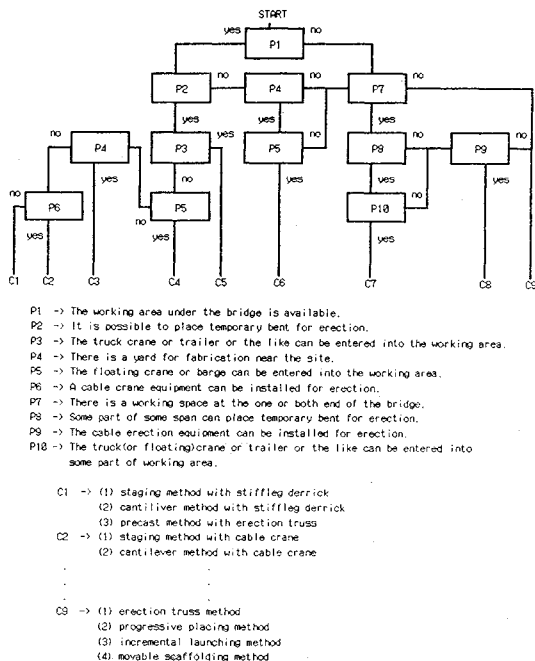 START
yes P1 no
P2 no P4 no P7 no
yes yes yes yes
no P4 no P3 P5 no P8 no P9 no
yes no yes yes yes
no P6 P5 P10 no
yes no yes yes
C1 C2 C3 C4 C5 C6 C7 C8 C9
P1 -> The working area under the bridge is available.
P2 -> It is possible to place temporary bent for erection.
P3 -> The truck crane or trailer or the like can be entered into the working area.
P4 -> There is a yard for fabrication near the site.
P5 -> The floating crane or barge can be entered into the working area.
P6 -> A cable crane equipment can be installed for erection.
P7 -> There is a working space at the one or both end of the bridge.
P8 -> Some part of some span can place temporary bent for erection.
P9 -> The cable erection equipment can be installed for erection.
P10 -> The truck(or floating)crane or trailer or the like can be entered into
some part of working area.
C1 -> (1) staging method with stiffleg derrick
(2) cantiliver method with stiffleg derrick
(3) precast method with erection truss
C2 -> (1) staging method with cable crane
(2) cantilever method with cable crane
. .
. .
. .
C9 -> (1) erection truss method
(2) progressive placing method
(3) incremental launching method
(4) movable scaffolding method